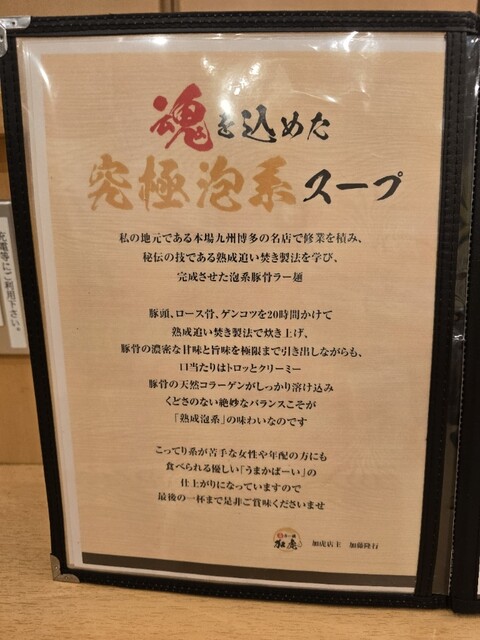 魂を込めた
究極泡系スープ
私の地元である本場九州博多の名店で修業を積み、
秘伝の技である熟成追い焚き製法を学び、
完成させた泡系豚骨ラー麺
豚頭、ロース骨、ゲンコツを20時間かけて
熟成追い焚き製法で炊き上げ、
豚骨の濃密な甘味と旨味を極限まで引き出しながらも、
口当たりはトロッとクリーミー
豚骨の天然コラーゲンがしっかり溶け込み
くどさのない絶妙なバランスこそが
「熟成泡系」の味わいなのです
こってり系が苦手な女性や年配の方にも
食べられる優しい「うまかばーい」の
仕上がりになっていますので
最後の一杯まで是非ご賞味くださいませ
加虎
加虎店主 加藤隆行
充電等にご利用下さい。